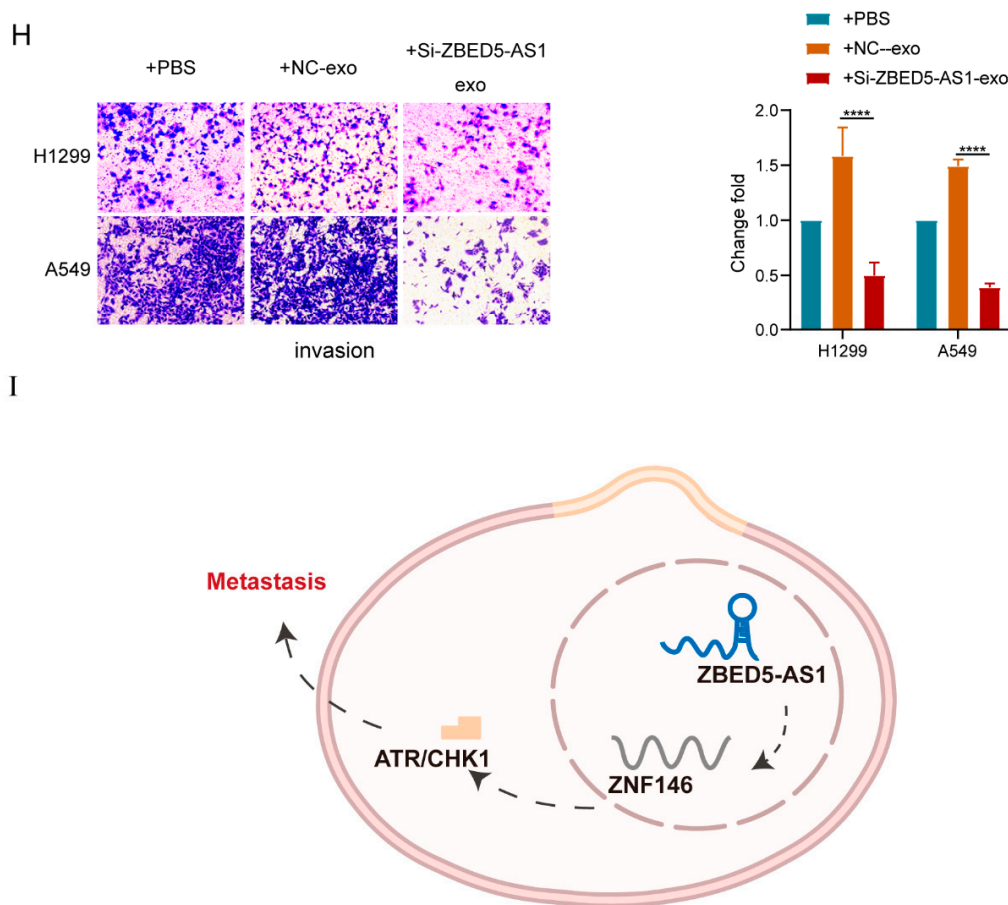 H
+PBS
+NC-exo
+Si-ZBED5-AS1
exo
H1299
A549
invasion
+PBS
+NC--exo
+Si-ZBED5-AS1-exo
Change fold
2.0
1.5
1.0
0.5
0.0
****
****
H1299
A549
I
Metastasis
ZBED5-AS1
ATR/CHK1
ZNF146